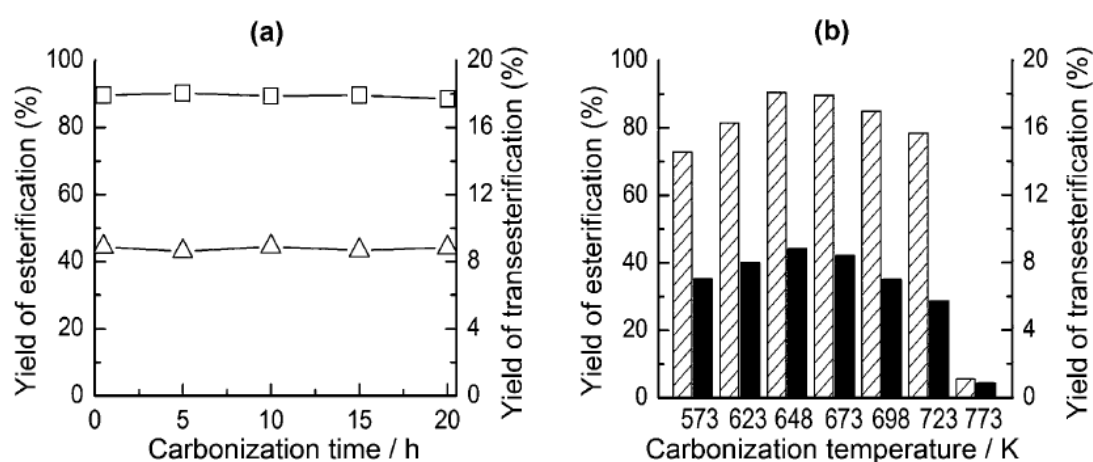 (a)
100
80
60
40
20
0
Yield of esterification (%)
20
16
12
8
4
0
Yield of transesterification (%)
0 5 10 15 20
Carbonization time / h
(b)
100
80
60
40
20
0
Yield of esterification (%)
20
16
12
8
4
0
Yield of transesterification (%)
573 623 648 673 698 723 773
Carbonization temperature / K